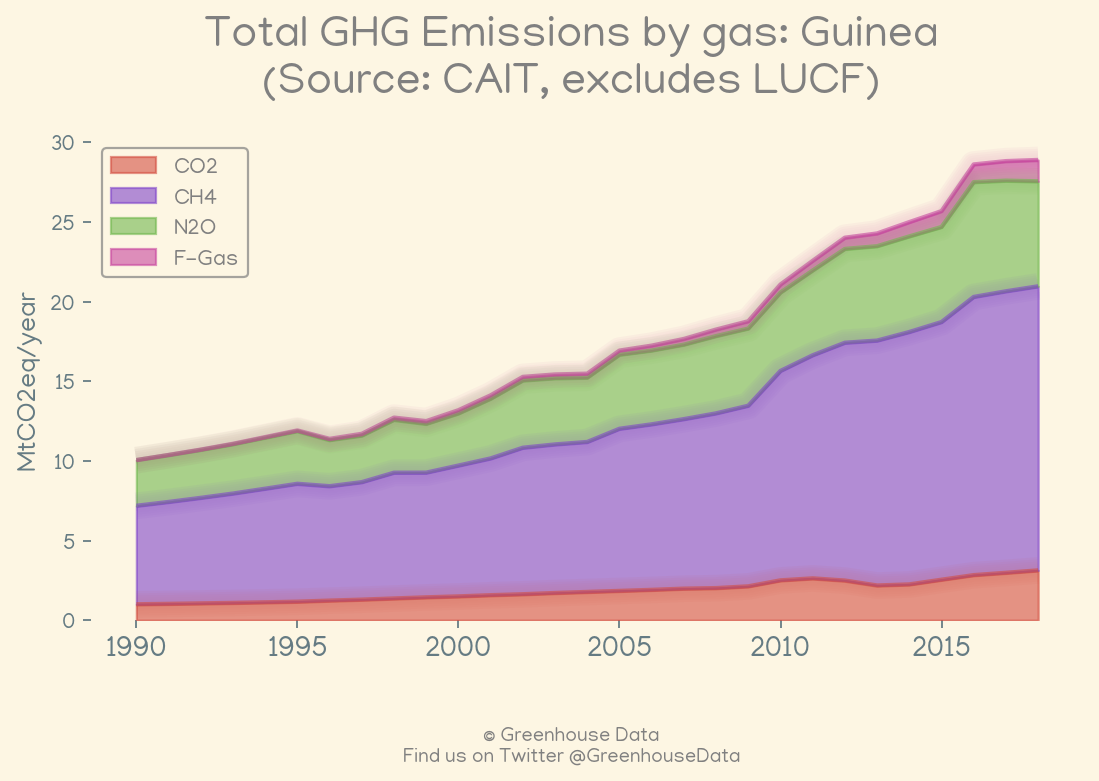 Total GHG Emissions by gas: Guinea
(Source: CAIT, excludes LUCF)
30
25
20
15
10
5
0
MtCO2eq/year
CO2
CH4
N2O
F-Gas
1990 1995 2000 2005 2010 2015
© Greenhouse Data
Find us on Twitter @GreenhouseData